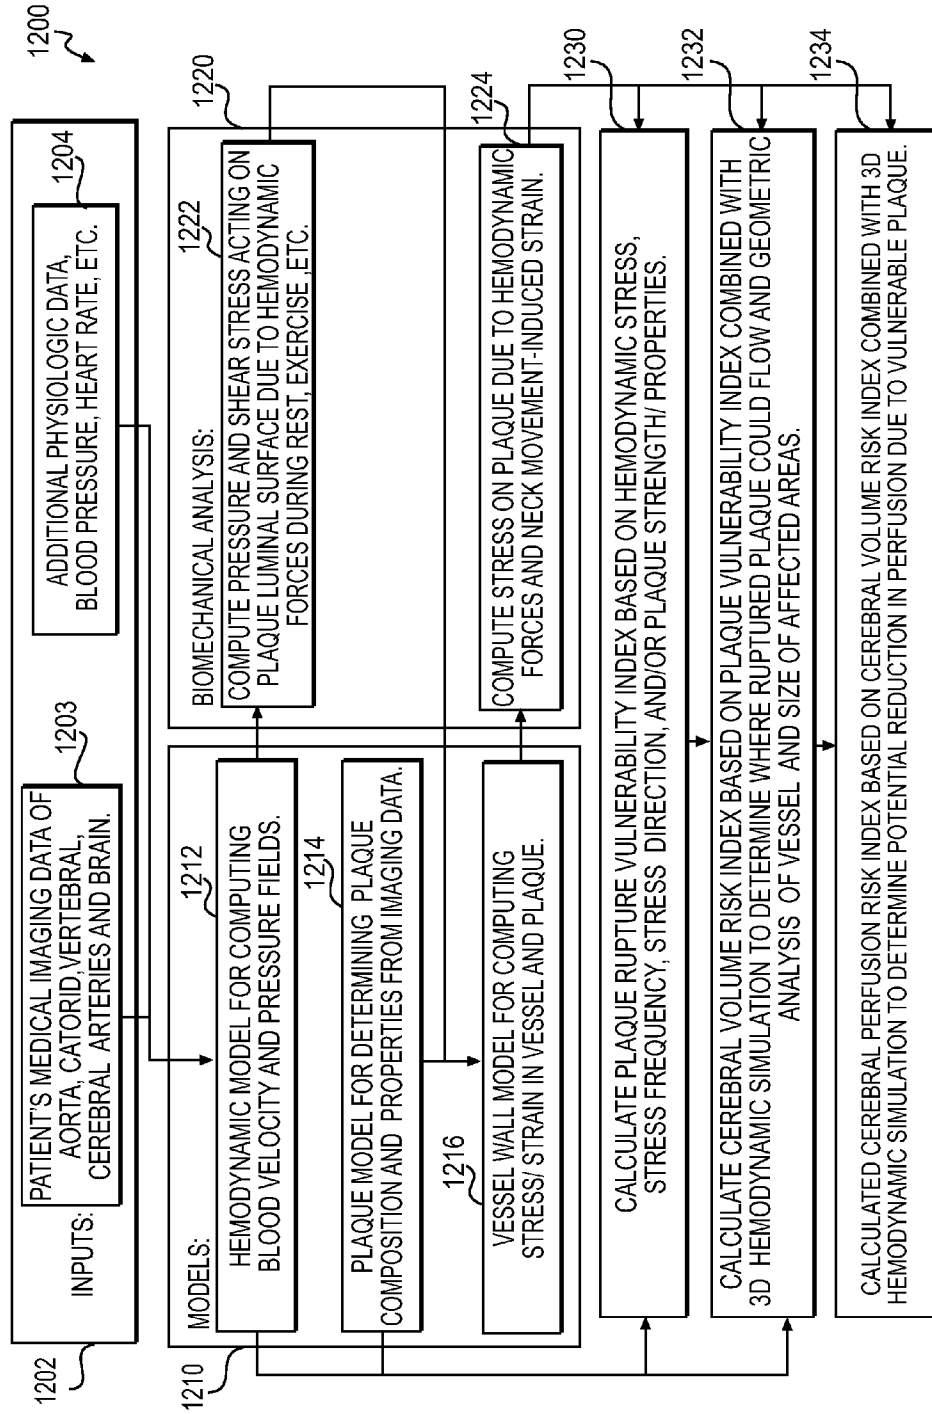 1200
1202
INPUTS:
1203
PATIENT'S MEDICAL IMAGING DATA OF
AORTA, CATORID,VERTEBRAL,
CEREBRAL ARTERIES AND BRAIN.
1204
ADDITIONAL PHYSIOLOGIC DATA,
BLOOD PRESSURE, HEART RATE, ETC.
1210
MODELS:
1212
HEMODYNAMIC MODEL FOR COMPUTING
BLOOD VELOCITY AND PRESSURE FIELDS.
1214
PLAQUE MODEL FOR DETERMINING PLAQUE
COMPOSITION AND PROPERTIES FROM IMAGING DATA.
1216
VESSEL WALL MODEL FOR COMPUTING
STRESS/ STRAIN IN VESSEL AND PLAQUE.
1220
BIOMECHANICAL ANALYSIS:
1222
COMPUTE PRESSURE AND SHEAR STRESS ACTING ON
PLAQUE LUMINAL SURFACE DUE TO HEMODYNAMIC
FORCES DURING REST, EXERCISE ,ETC.
1224
COMPUTE STRESS ON PLAQUE DUE TO HEMODYNAMIC
FORCES AND NECK MOVEMENT-INDUCED STRAIN.
1230
CALCULATE PLAQUE RUPTURE VULNERABILITY INDEX BASED ON HEMODYNAMIC STRESS,
STRESS FREQUENCY, STRESS DIRECTION, AND/OR PLAQUE STRENGTH/ PROPERTIES.
1232
CALCULATE CEREBRAL VOLUME RISK INDEX BASED ON PLAQUE VULNERABILITY INDEX COMBINED WITH
3D HEMODYNAMIC SIMULATION TO DETERMINE WHERE RUPTURED PLAQUE COULD FLOW AND GEOMETRIC
ANALYSIS OF VESSEL AND SIZE OF AFFECTED AREAS.
1234
CALCULATED CEREBRAL PERFUSION RISK INDEX BASED ON CEREBRAL VOLUME RISK INDEX COMBINED WITH 3D
HEMODYNAMIC SIMULATION TO DETERMINE POTENTIAL REDUCTION IN PERFUSION DUE TO VULNERABLE PLAQUE.